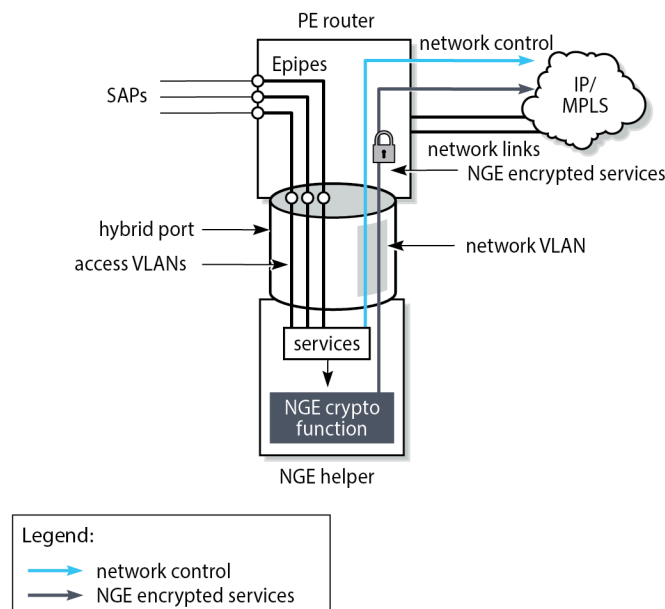 PE router
network control
Epipes
SAPs
IP/
MPLS
network links
NGE encrypted services
hybrid port
access VLANs
network VLAN
services
NGE crypto
function
NGE helper
Legend:
network control
NGE encrypted services